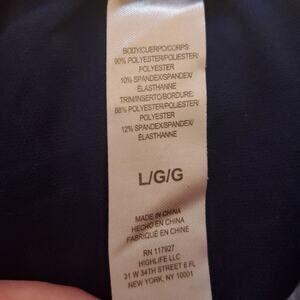 BODY/CUERPO/CORPS:
90% POLYESTER/POLIESTER/
POLYESTER
10% SPANDEX/SPANDEX/
ÉLASTHANNE
TRIM/INSERTO/BORDURE:
88% POLYESTER/POLIESTER/
POLYESTER
12% SPANDEX/SPANDEX/
ÉLASTHANNE
L/G/G
MADE IN CHINA
HECHO EN CHINA
FABRIQUÉ EN CHINE
RN 117927
HIGHLIFE LLC
31 W 34TH STREET 6 FL
NEW YORK, NY 10001